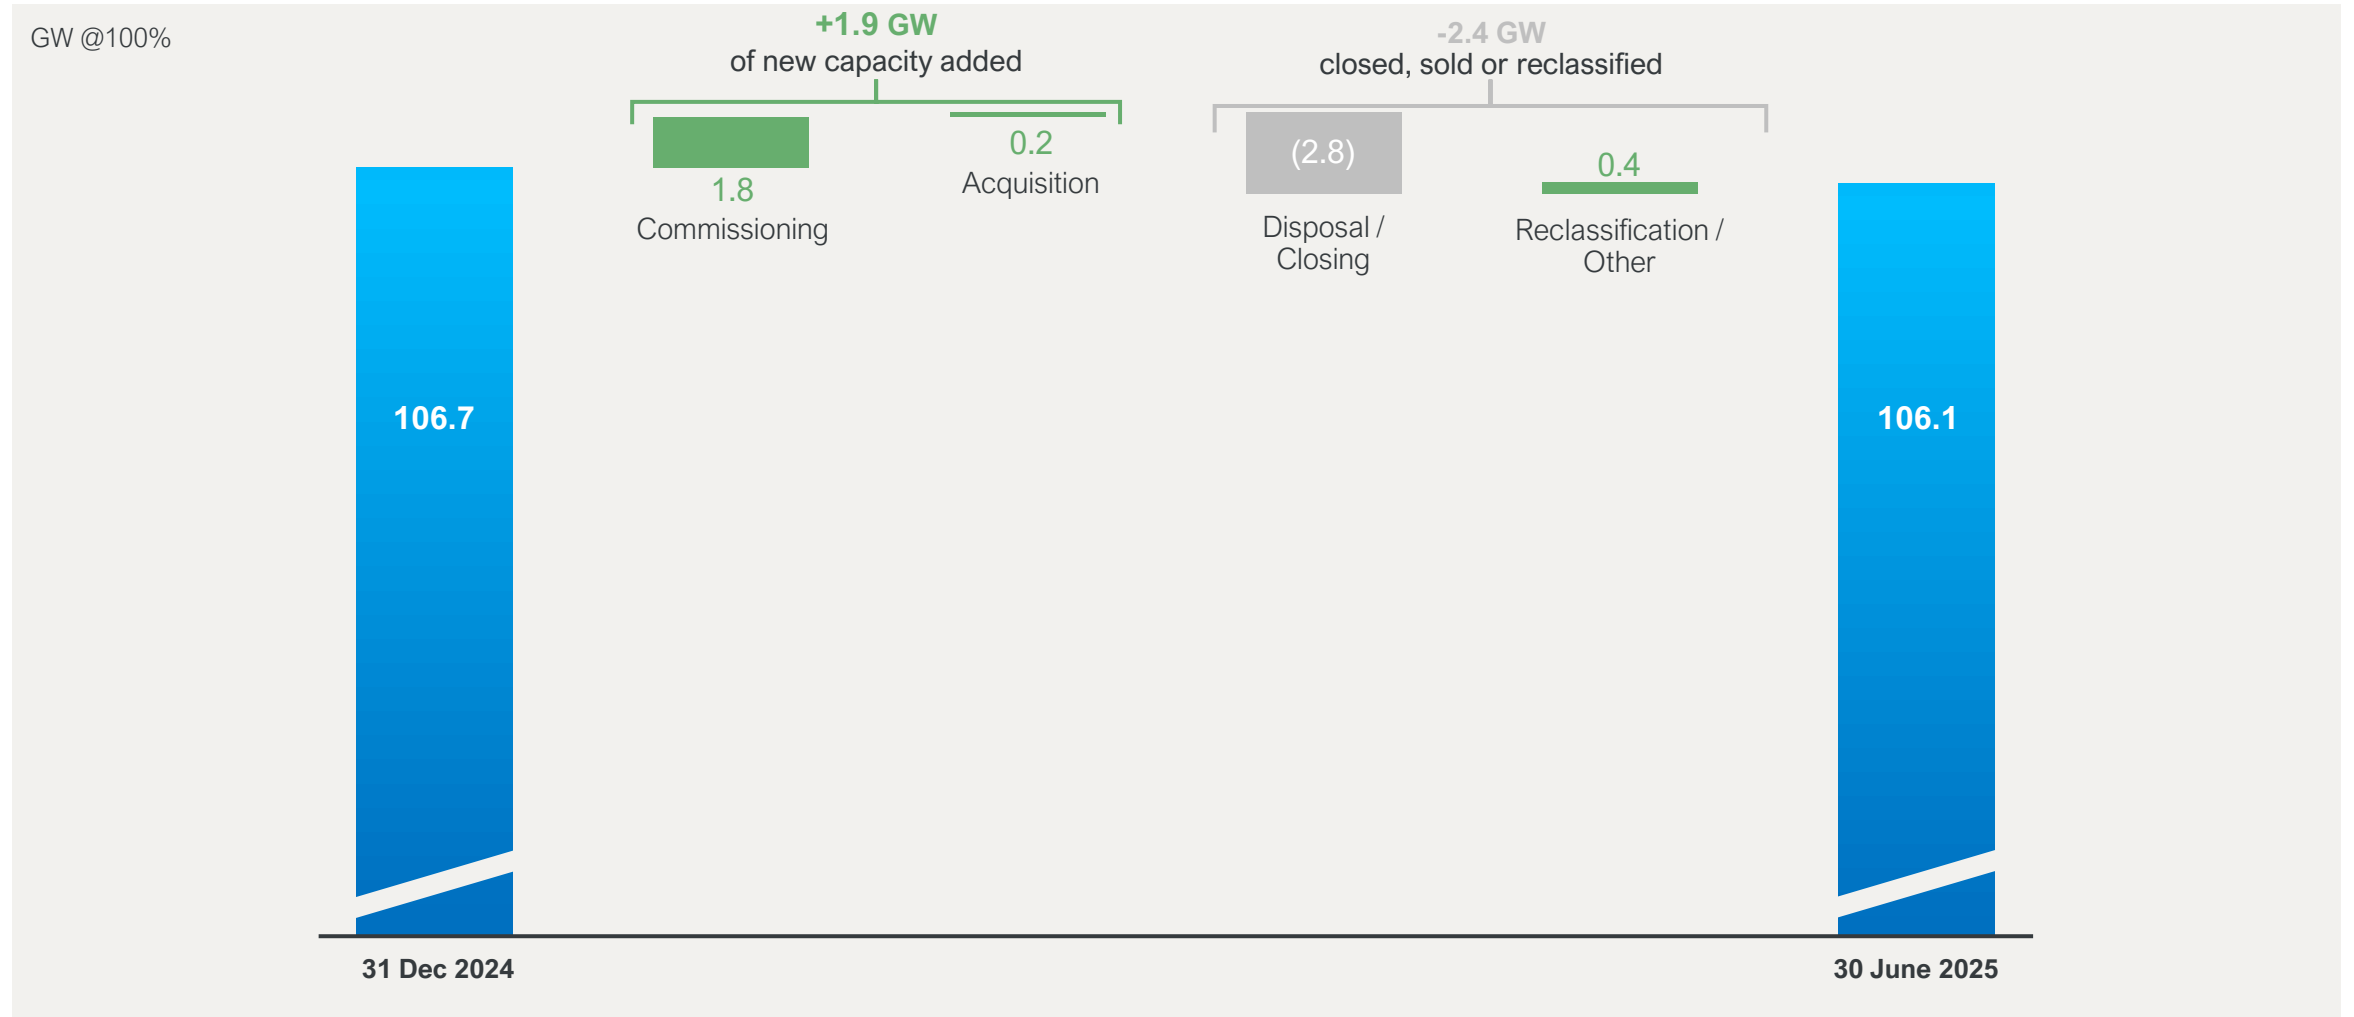 GW @100%
+1.9 GW
of new capacity added
-2.4 GW
closed, sold or reclassified
106.7
1.8
Commissioning
0.2
Acquisition
(2.8)
Disposal /
Closing
0.4
Reclassification /
Other
106.1
31 Dec 2024
30 June 2025